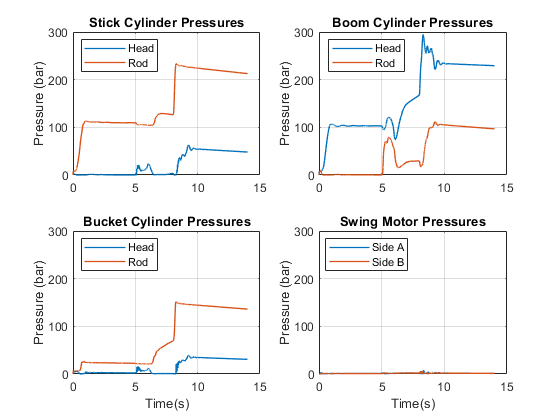 Stick Cylinder Pressures
Pressure (bar)
300
200
100
0
0 5 10 15
Head
Rod
Boom Cylinder Pressures
Pressure (bar)
300
200
100
0
0 5 10 15
Head
Rod
Bucket Cylinder Pressures
Pressure (bar)
300
200
100
0
0 5 10 15
Time(s)
Head
Rod
Swing Motor Pressures
Pressure (bar)
300
200
100
0
0 5 10 15
Time(s)
Side A
Side B